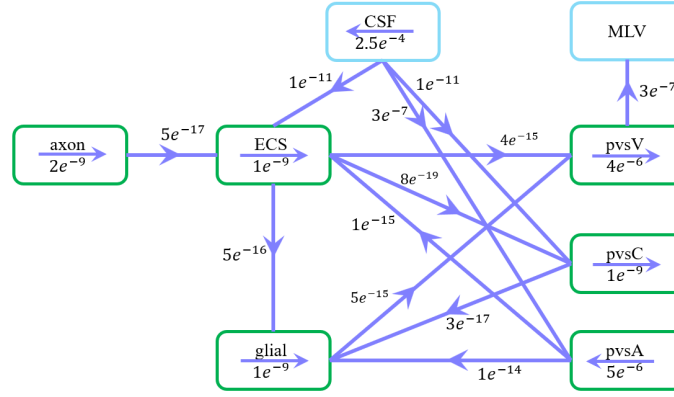 CSF
2.5e⁻⁴
MLV
1e⁻¹¹
1e⁻¹¹
3e⁻⁷
3e⁻⁷
5e⁻¹⁷
axon
2e⁻⁹
ECS
1e⁻⁹
4e⁻¹⁵
pvsV
4e⁻⁶
8e⁻¹⁹
1e⁻¹⁵
5e⁻¹⁶
pvsC
1e⁻⁹
5e⁻¹⁵
3e⁻¹⁷
glial
1e⁻⁹
1e⁻¹⁴
pvsA
5e⁻⁶